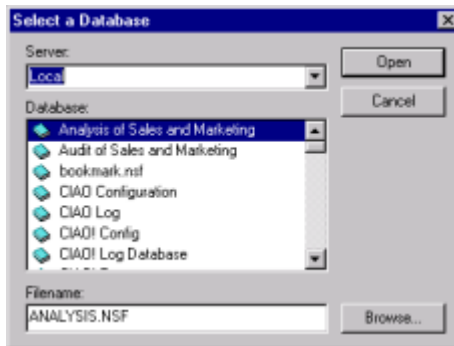 Select a Database
Server:
Local
Open
Cancel
Database:
Analysis of Sales and Marketing
Audit of Sales and Marketing
bookmark.nsf
CIAO Configuration
CIAO Log
CIAO! Config
CIAO! Log Database
Filename:
ANALYSIS.NSF
Browse...